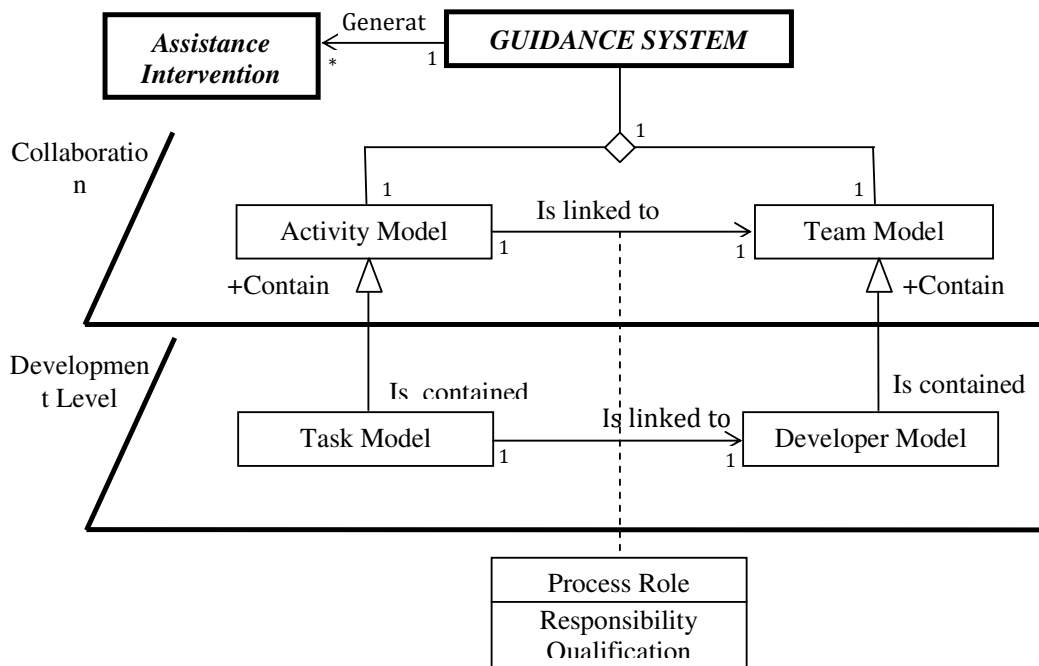 Generat
Assistance
Intervention
*
1
GUIDANCE SYSTEM
1
Collaboratio
n
1
1
Activity Model
Is linked to
Team Model
1
1
+Contain
+Contain
Developmen
t Level
Is contained
Is contained
Is linked to
Task Model
Developer Model
1
1
Process Role
Responsibility
Qualification